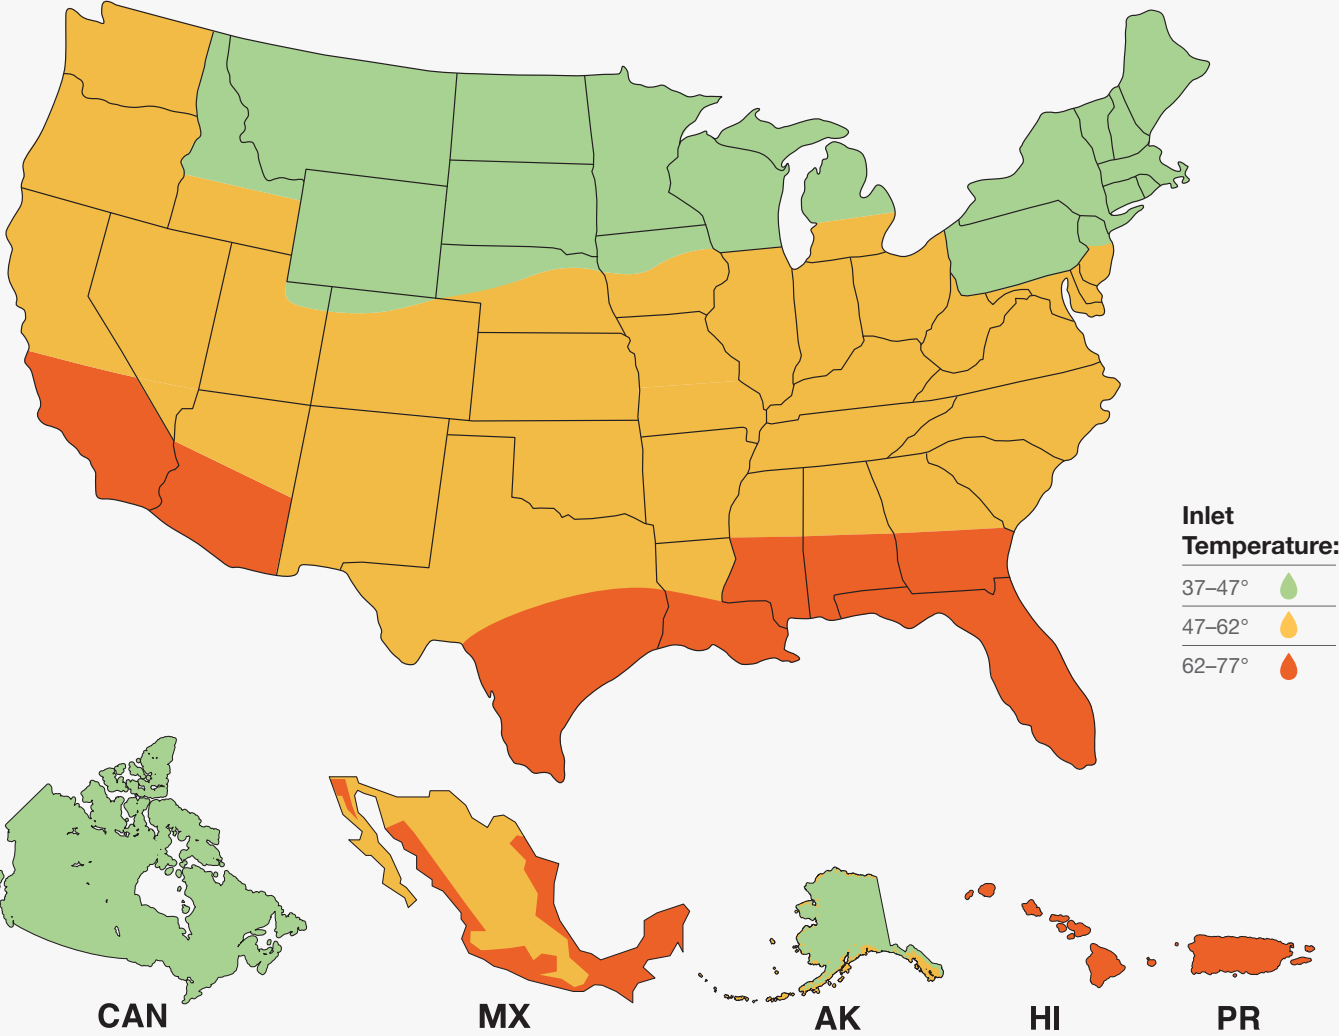 Inlet
Temperature:
37–47°
47–62°
62–77°
CAN
MX
AK
HI
PR